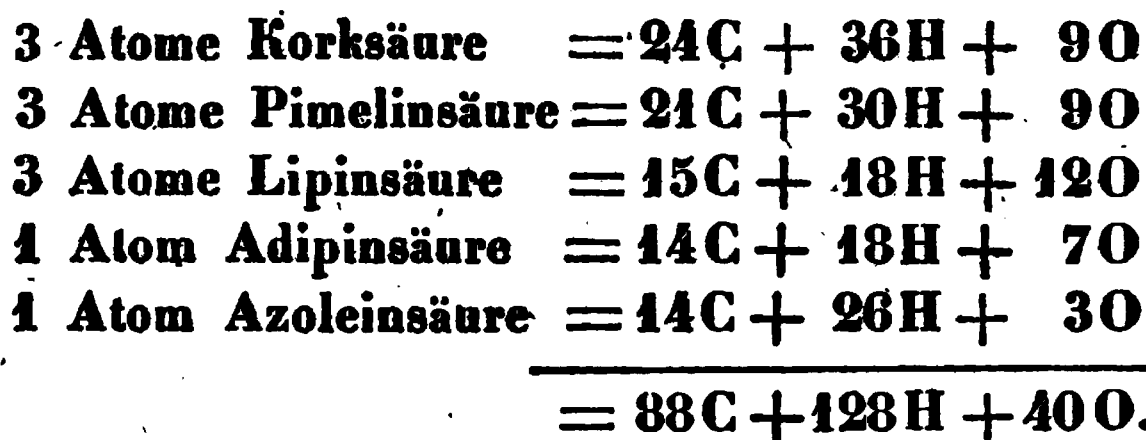 3 Atome Korksäure = 24C + 36H + 9O
3 Atome Pimelinsäure = 21C + 30H + 9O
3 Atome Lipinsäure = 15C + 18H + 12O
1 Atom Adipinsäure = 14C + 18H + 7O
1 Atom Azoleinsäure = 14C + 26H + 3O
= 88C + 128H + 40O.